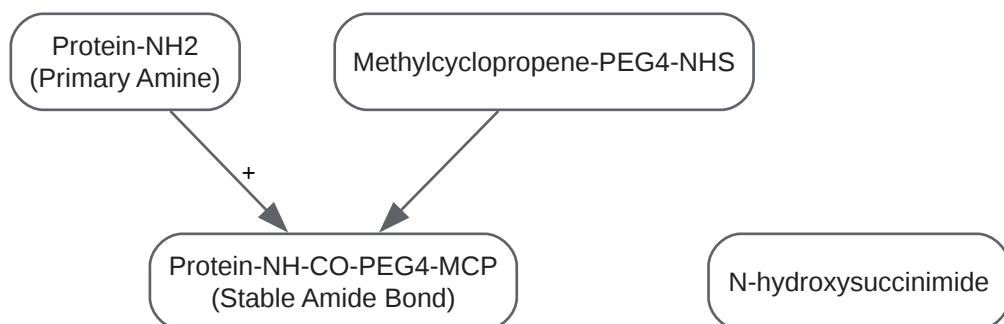 Protein-NH2
(Primary Amine)
Methylcyclopropene-PEG4-NHS
+
Protein-NH-CO-PEG4-MCP
(Stable Amide Bond)
N-hydroxysuccinimide